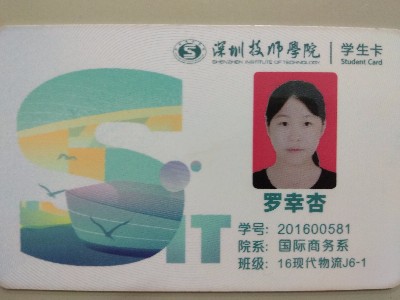 深圳技师學院 学生卡
SHENZHEN INSTITUTE OF TECHNOLOGY Student Card
SIT
罗幸杏
学号: 201600581
院系: 国际商务系
班级: 16现代物流J6-1